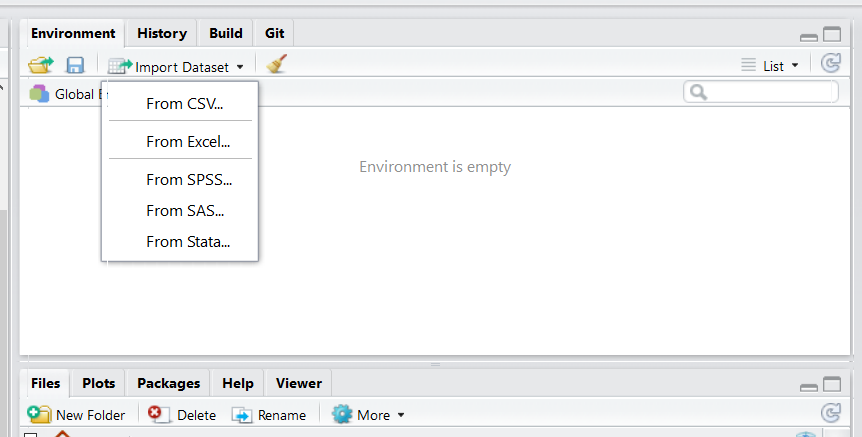 Environment History Build Git
Import Dataset List
Global
From CSV...
From Excel...
Environment is empty
From SPSS...
From SAS...
From Stata...
Files Plots Packages Help Viewer
New Folder Delete Rename More